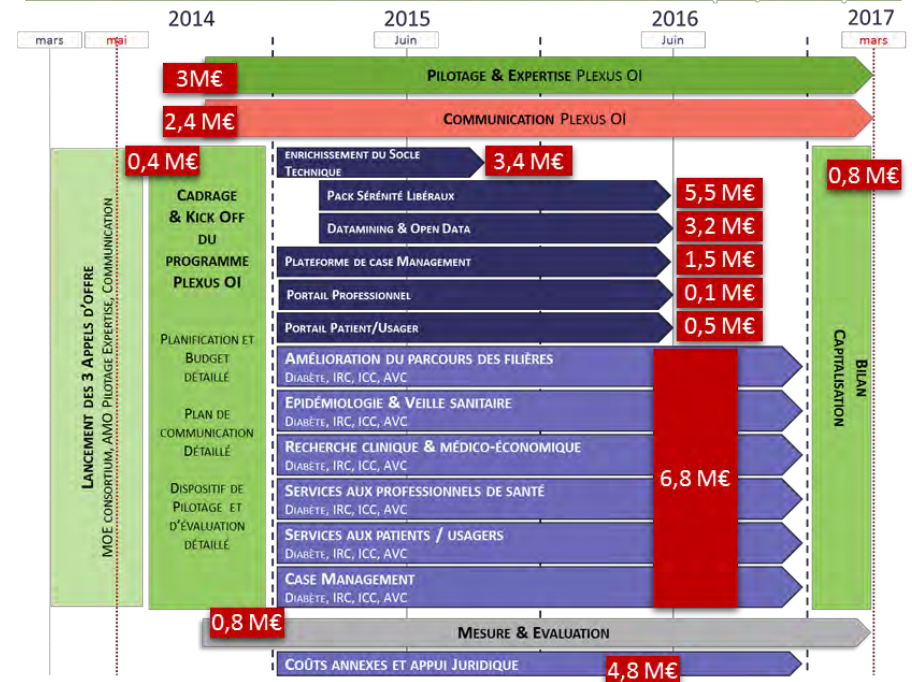 2014 2015 2016 2017
mars mai Juin Juin mars
3M€ PILOTAGE & EXPERTISE PLEXUS OI
2,4 M€ COMMUNICATION PLEXUS OI
LANCEMENT DES 3 APPELS D'OFFRE
MOE CONSORTIUM, AMO PILOTAGE EXPERTISE, COMMUNICATION
0,4 M€
CADRAGE
& KICK OFF
DU
PROGRAMME
PLEXUS OI
PLANIFICATION ET
BUDGET
DÉTAILLÉ
PLAN DE
COMMUNICATION
DÉTAILLÉ
DISPOSITIF DE
PILOTAGE ET
D'ÉVALUATION
DÉTAILLÉ
ENRICHISSEMENT DU SOCLE
TECHNIQUE
3,4 M€
PACK SÉRÉNITÉ LIBÉRAUX 5,5 M€
DATAMINING & OPEN DATA 3,2 M€
PLATEFORME DE CASE MANAGEMENT 1,5 M€
PORTAIL PROFESSIONNEL 0,1 M€
PORTAIL PATIENT/USAGER 0,5 M€
AMÉLIORATION DU PARCOURS DES FILIÈRES
DIABÈTE, IRC, ICC, AVC
EPIDÉMIOLOGIE & VEILLE SANITAIRE
DIABÈTE, IRC, ICC, AVC
RECHERCHE CLINIQUE & MÉDICO-ÉCONOMIQUE
DIABÈTE, IRC, ICC, AVC
SERVICES AUX PROFESSIONNELS DE SANTÉ
DIABÈTE, IRC, ICC, AVC
SERVICES AUX PATIENTS / USAGERS
DIABÈTE, IRC, ICC, AVC
CASE MANAGEMENT
DIABÈTE, IRC, ICC, AVC
6,8 M€
0,8 M€
BILAN
CAPITALISATION
0,8 M€ MESURE & EVALUATION
COÛTS ANNEXES ET APPUI JURIDIQUE 4,8 M€